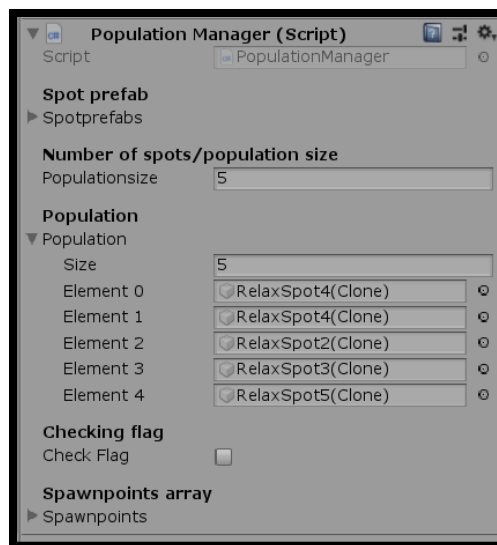 Population Manager (Script)
Script PopulationManager
Spot prefab
Spotprefabs
Number of spots/population size
Populationsize 5
Population
Population
Size 5
Element 0 RelaxSpot4(Clone)
Element 1 RelaxSpot4(Clone)
Element 2 RelaxSpot2(Clone)
Element 3 RelaxSpot3(Clone)
Element 4 RelaxSpot5(Clone)
Checking flag
Check Flag
Spawnpoints array
Spawnpoints